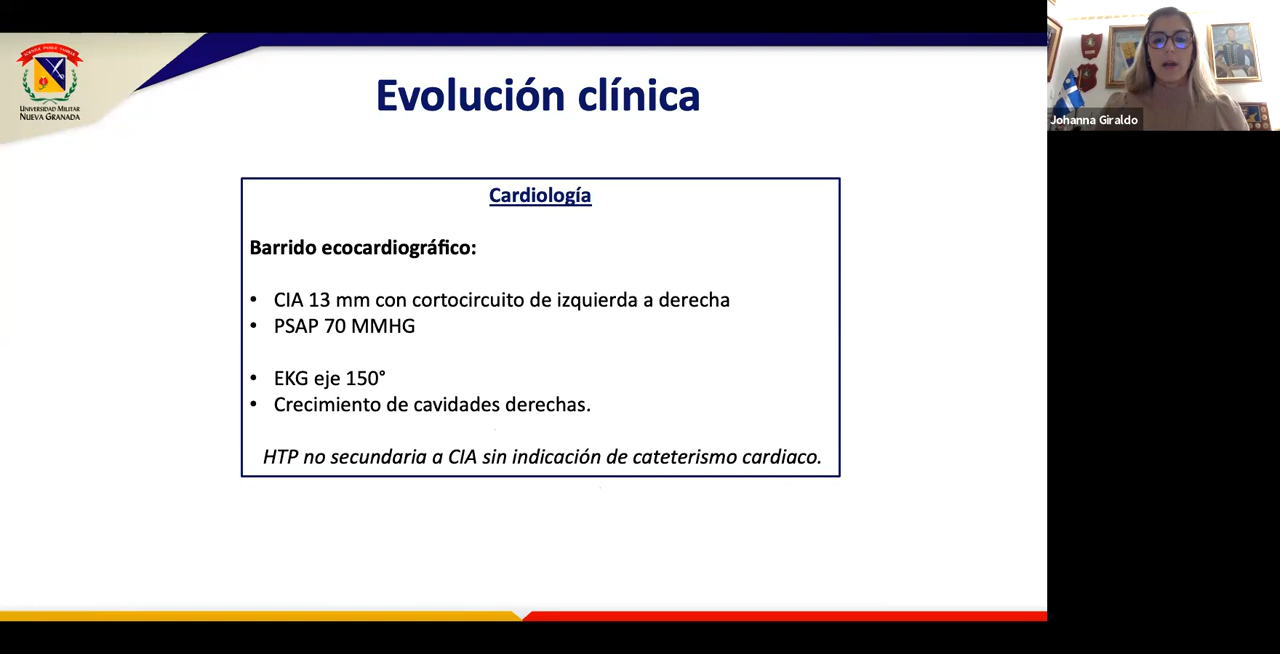 UNIVERSIDAD MILITAR
NUEVA GRANADA
Evolución clínica
Johanna Giraldo
Cardiología
Barrido ecocardiográfico:
• CIA 13 mm con cortocircuito de izquierda a derecha
• PSAP 70 MMHG
• EKG eje 150°
• Crecimiento de cavidades derechas.
HTP no secundaria a CIA sin indicación de cateterismo cardiaco.